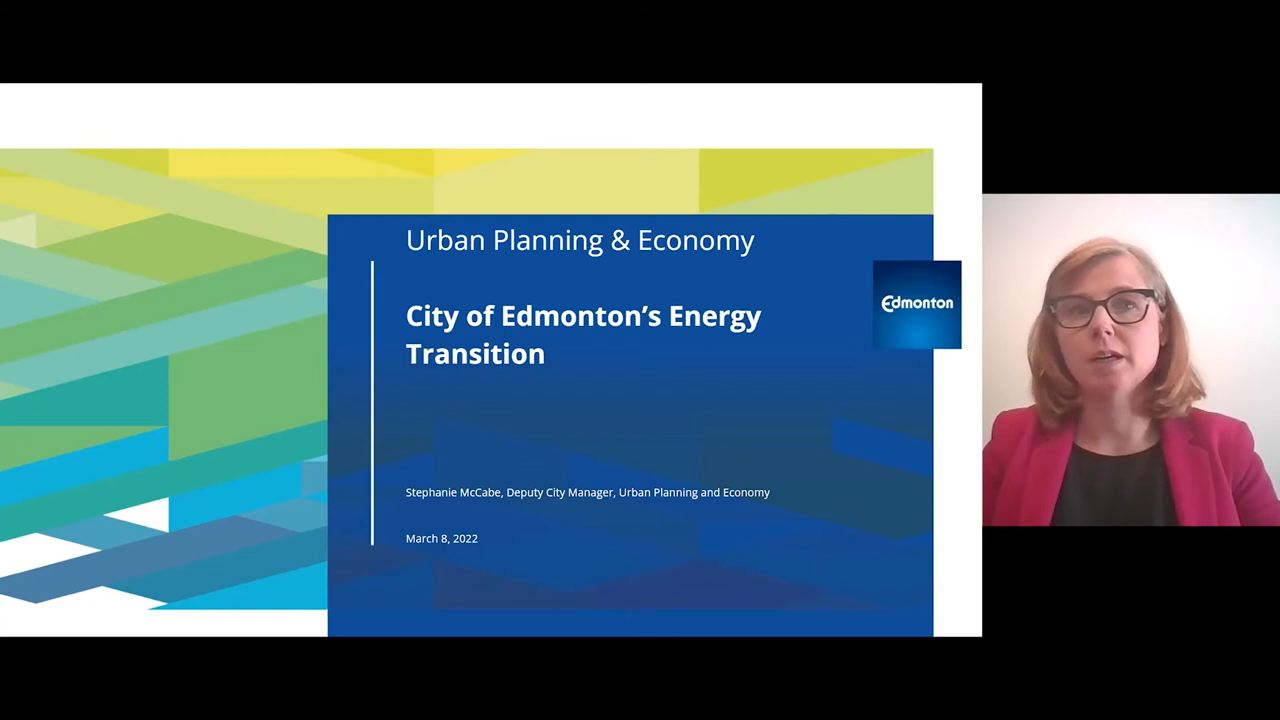 Urban Planning & Economy
City of Edmonton’s Energy
Transition
Edmonton
Stephanie McCabe, Deputy City Manager, Urban Planning and Economy
March 8, 2022